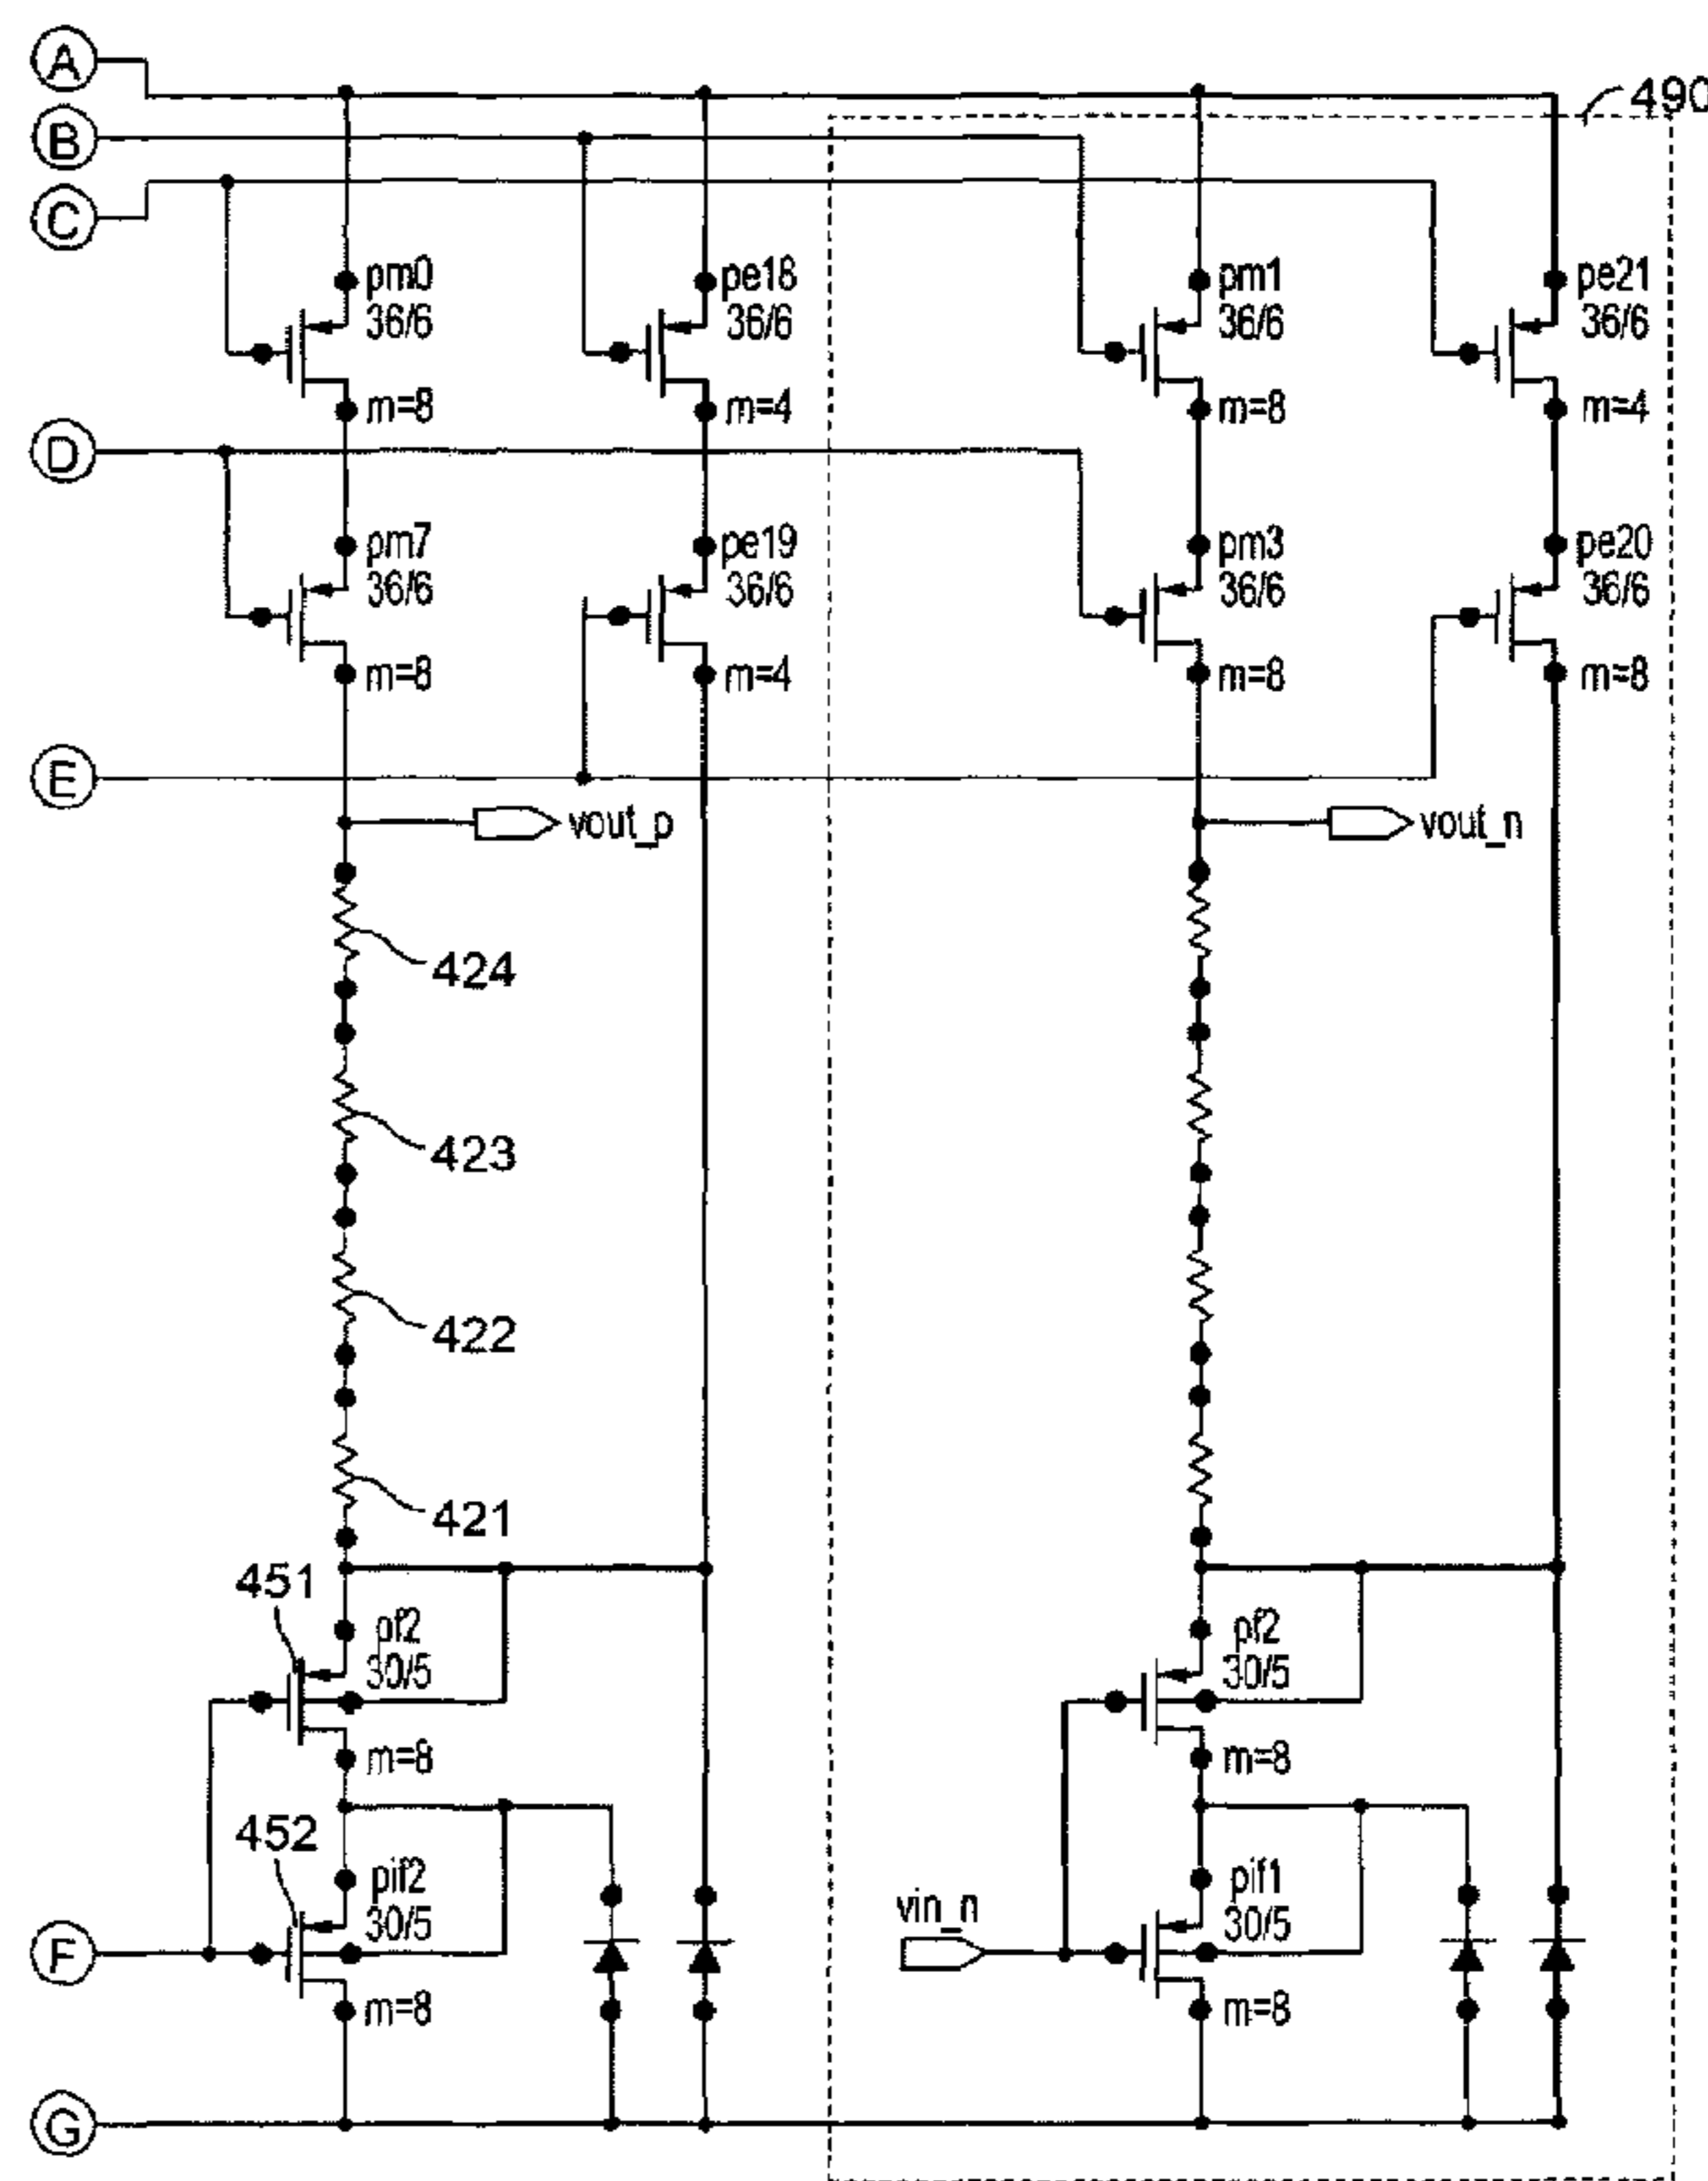 A
490
B
C
pm0
36/6
m=8
pe18
36/6
m=4
pm1
36/6
m=8
pe21
36/6
m=4
D
pm7
36/6
m=8
pe19
36/6
m=4
pm3
36/6
m=8
pe20
36/6
m=8
E
vout_p
vout_n
424
423
422
421
451
pf2
30/5
m=8
pf2
30/5
m=8
452
pif2
30/5
m=8
vin_n
pif1
30/5
m=8
F
G